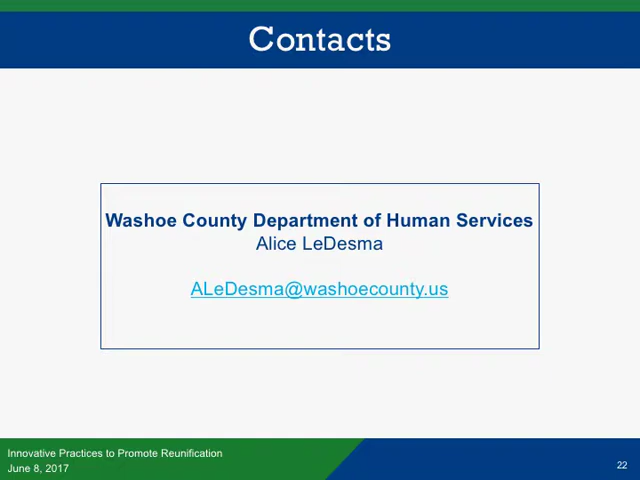 Contacts
Washoe County Department of Human Services
Alice LeDesma
ALeDesma@washoecounty.us
Innovative Practices to Promote Reunification
June 8, 2017
22